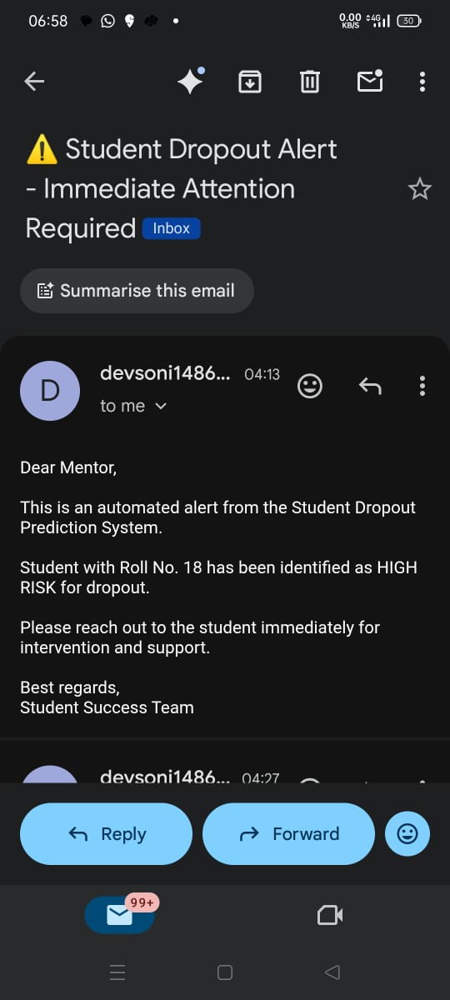 06:58
0.00 KB/S 4G 30
⚠️ Student Dropout Alert
- Immediate Attention
Required Inbox
Summarise this email
D
devsoni1486... 04:13
to me
Dear Mentor,
This is an automated alert from the Student Dropout
Prediction System.
Student with Roll No. 18 has been identified as HIGH
RISK for dropout.
Please reach out to the student immediately for
intervention and support.
Best regards,
Student Success Team
devsoni1486... 04:27
Reply
Forward
99+